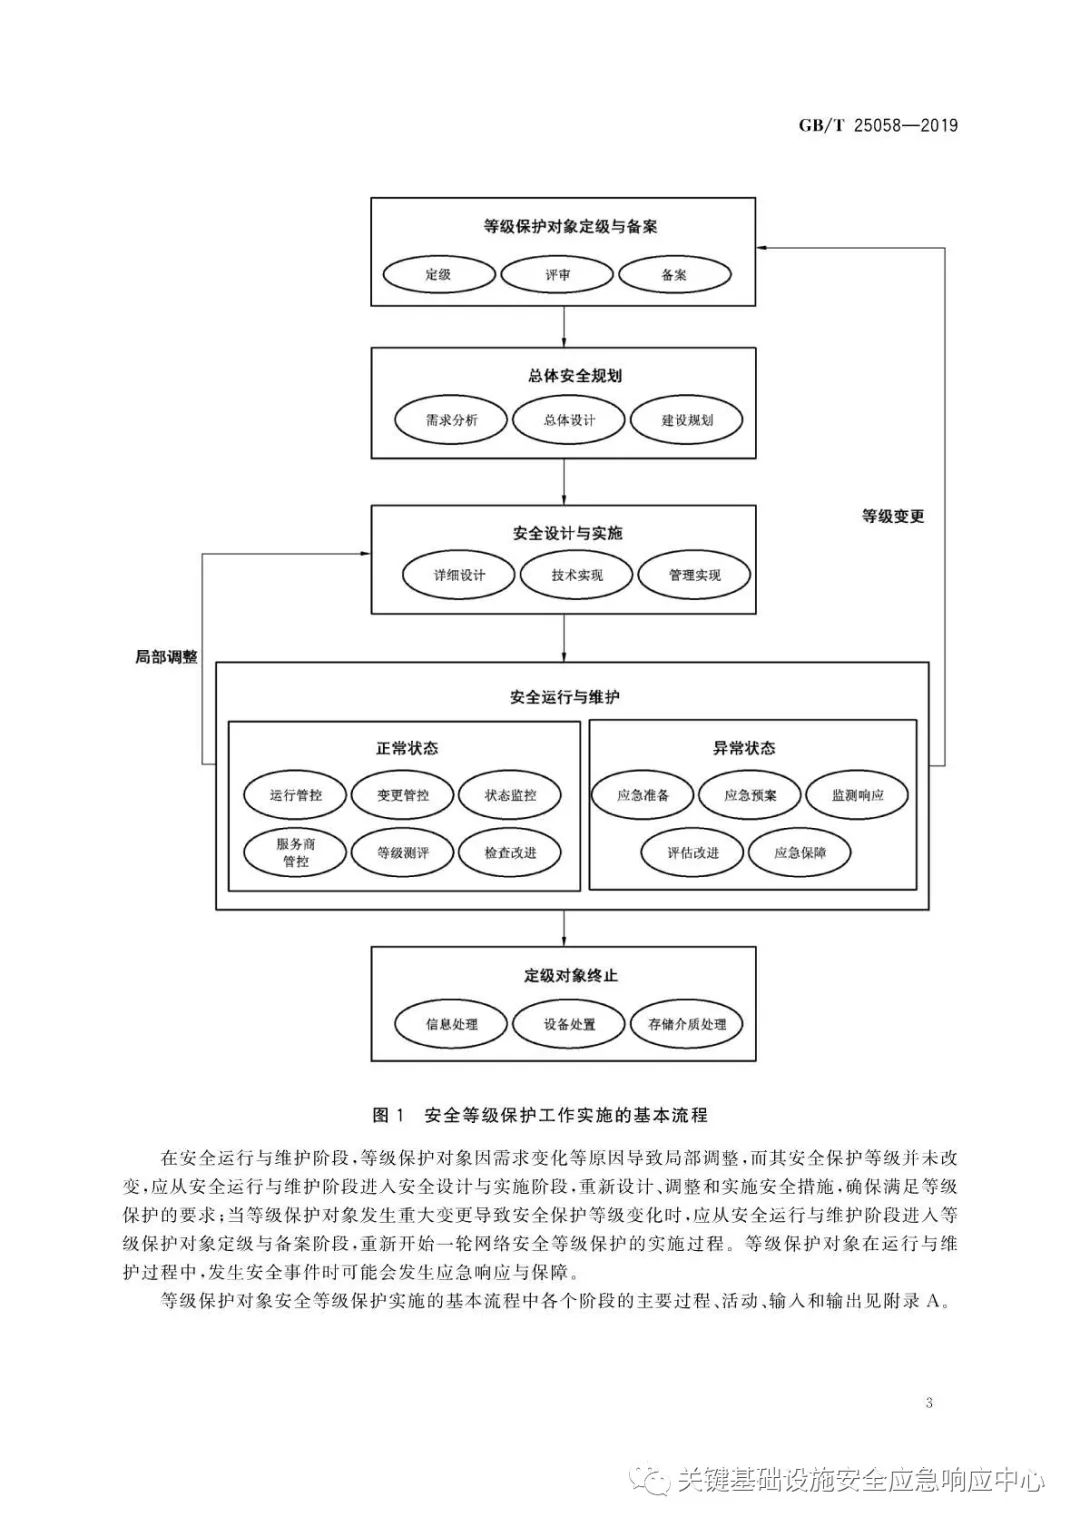 GB/T 25058—2019
等级保护对象定级与备案
定级 评审 备案
总体安全规划
需求分析 总体设计 建设规划
等级变更
安全设计与实施
详细设计 技术实现 管理实现
局部调整
安全运行与维护
正常状态 异常状态
运行管控 变更管控 状态监控 应急准备 应急预案 监测响应
服务商
管控
等级测评 检查改进 评估改进 应急保障
定级对象终止
信息处理 设备处置 存储介质处理
图 1 安全等级保护工作实施的基本流程
在安全运行与维护阶段,等级保护对象因需求变化等原因导致局部调整,而其安全保护等级并未改
变,应从安全运行与维护阶段进入安全设计与实施阶段,重新设计、调整和实施安全措施,确保满足等级
保护的要求;当等级保护对象发生重大变更导致安全保护等级变化时,应从安全运行与维护阶段进入等
级保护对象定级与备案阶段,重新开始一轮网络安全等级保护的实施过程。等级保护对象在运行与维
护过程中,发生安全事件时可能会发生应急响应与保障。
等级保护对象安全等级保护实施的基本流程中各个阶段的主要过程、活动、输入和输出见附录 A。
3
关键基础设施安全应急响应中心